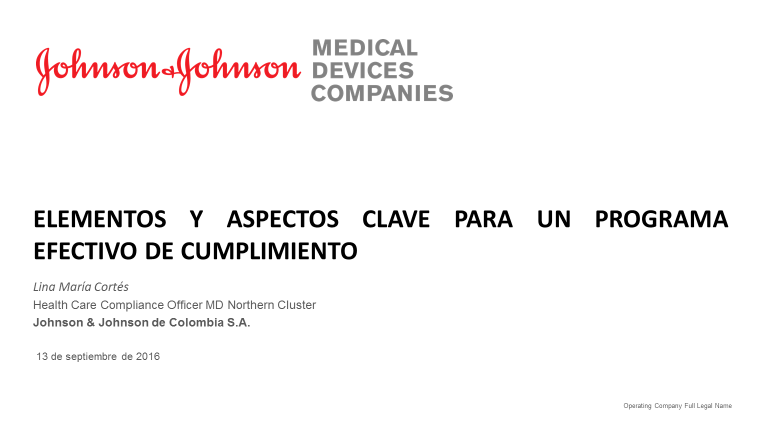 Johnson & Johnson MEDICAL
DEVICES
COMPANIES
ELEMENTOS Y ASPECTOS CLAVE PARA UN PROGRAMA
EFECTIVO DE CUMPLIMIENTO
Lina María Cortés
Health Care Compliance Officer MD Northern Cluster
Johnson & Johnson de Colombia S.A.
13 de septiembre de 2016
Operating Company Full Legal Name